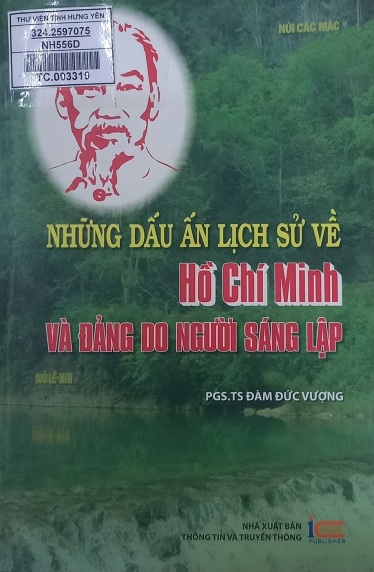 THƯ VIỆN TỈNH HƯNG YÊN
324.2597075
NH556D
TC.003319
NÚI CÁC MÁC
NHỮNG DẤU ẤN LỊCH SỬ VỀ
Hồ Chí Minh
VÀ ĐẢNG DO NGƯỜI SÁNG LẬP
SUỐI LÊ-NIN
PGS.TS ĐÀM ĐỨC VƯỢNG
NHÀ XUẤT BẢN
THÔNG TIN VÀ TRUYỀN THÔNG
ic
PUBLISHER